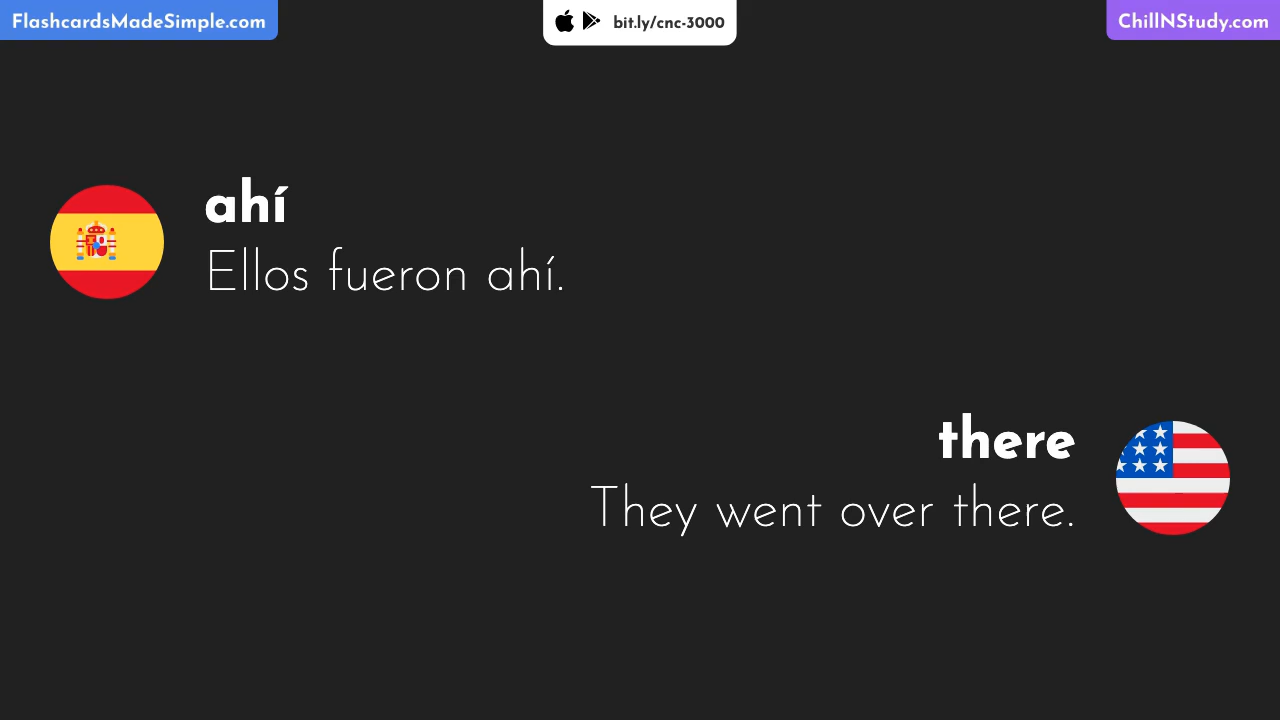 FlashcardsMadeSimple.com
bit.ly/cnc-3000
ChillNStudy.com
ahí
Ellos fueron ahí.
there
They went over there.